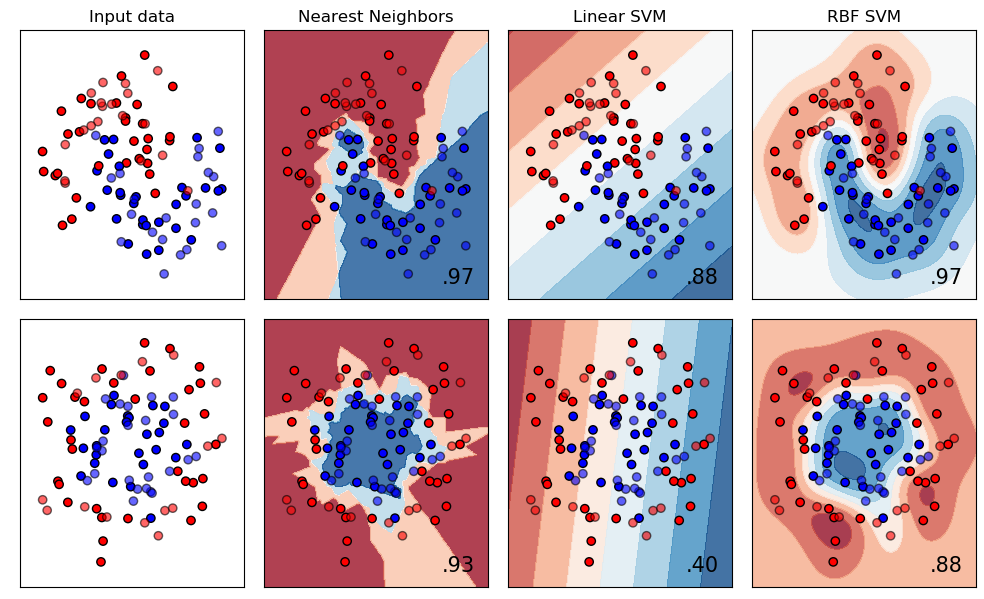 Input data
Nearest Neighbors
Linear SVM
RBF SVM
.97
.88
.97
.93
.40
.88